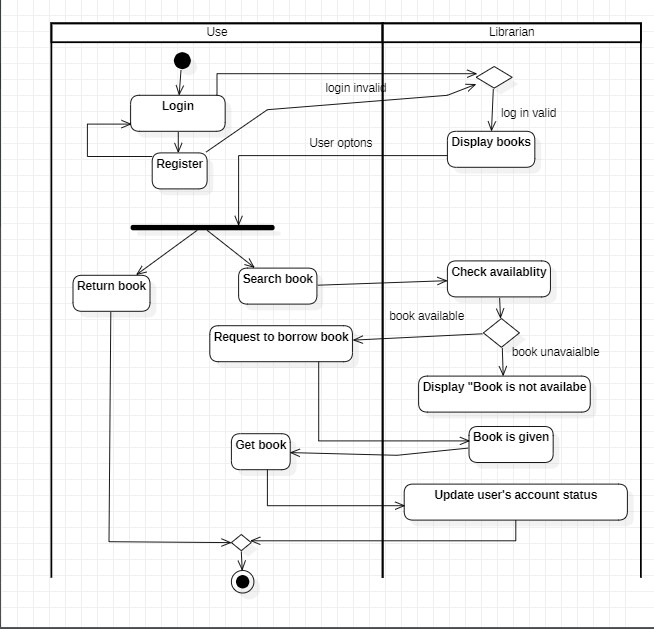 Use
Librarian
Login
login invalid
log in valid
User optons
Display books
Register
Return book
Search book
Check availablity
book available
Request to borrow book
book unavaialble
Display "Book is not availabe
Get book
Book is given
Update user's account status